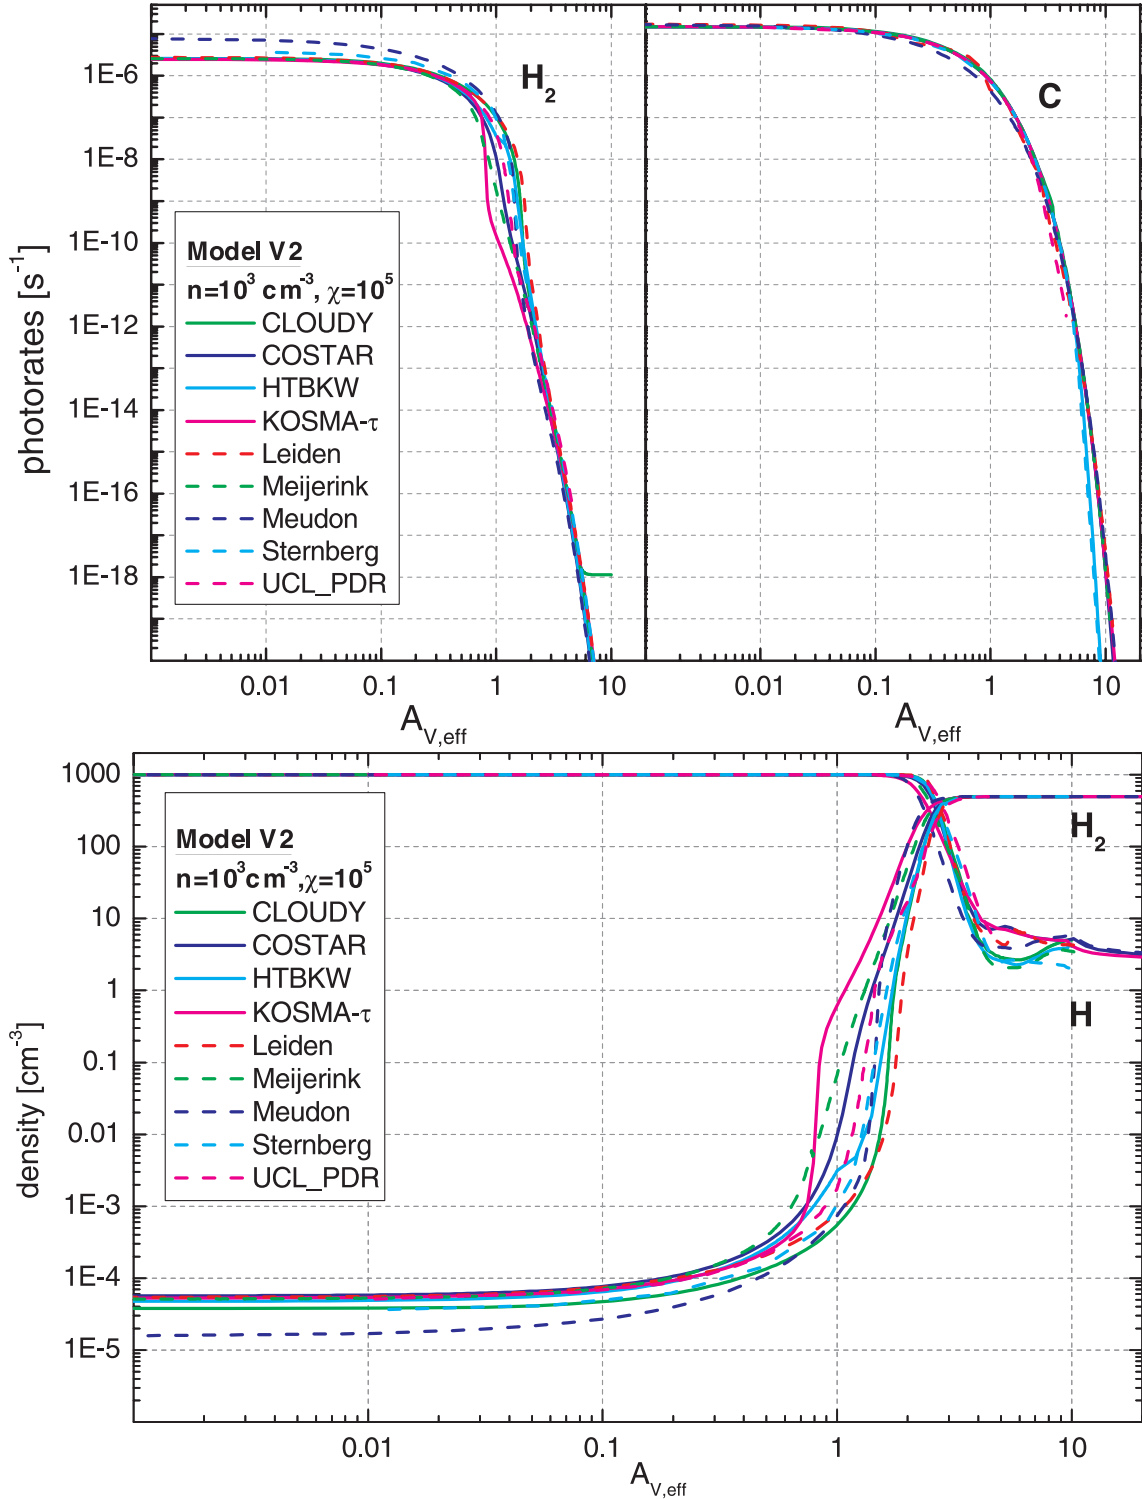 H₂
C
1E-6
1E-8
1E-10
1E-12
1E-14
1E-16
1E-18
photorates [s⁻¹]
Model V2
n=10³ cm⁻³, χ=10⁵
CLOUDY
COSTAR
HTBKW
KOSMA-τ
Leiden
Meijerink
Meudon
Sternberg
UCL_PDR
0.01 0.1 1 10
0.01 0.1 1 10
A_V,eff
A_V,eff
1000
100
10
1
0.1
0.01
1E-3
1E-4
1E-5
density [cm⁻³]
Model V2
n=10³cm⁻³,χ=10⁵
CLOUDY
COSTAR
HTBKW
KOSMA-τ
Leiden
Meijerink
Meudon
Sternberg
UCL_PDR
H₂
H
0.01 0.1 1 10
A_V,eff